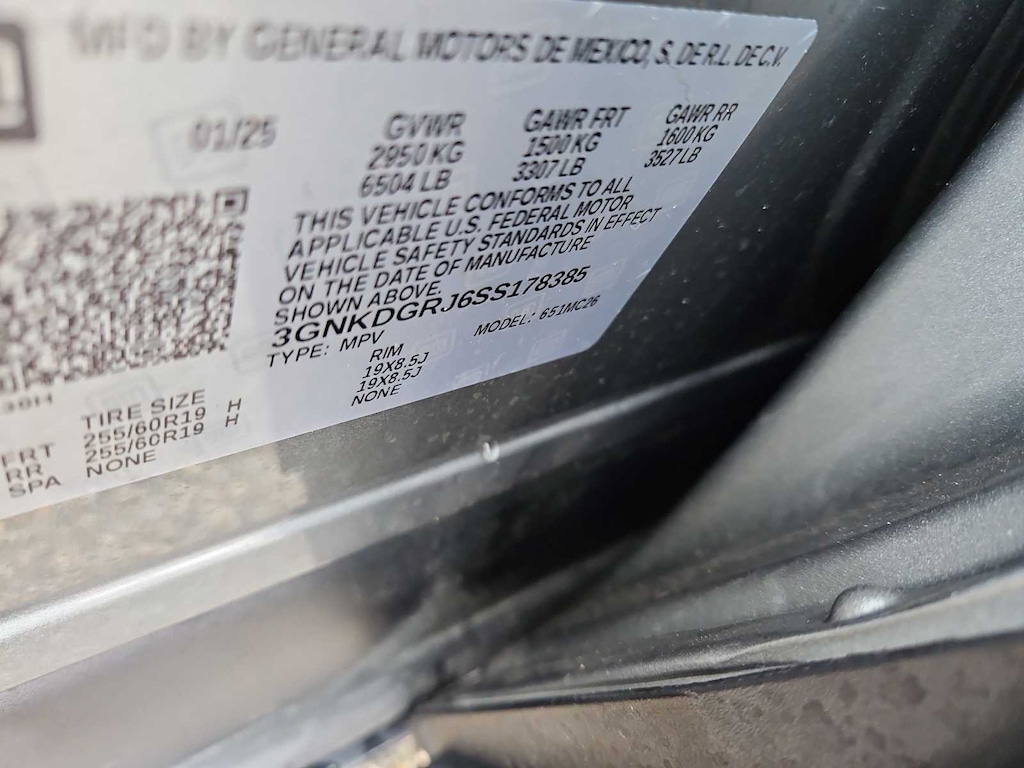 MFD BY GENERAL MOTORS DE MEXICO, S. DE R.L. DE C.V.
01/25 GVWR GAWR FRT GAWR RR
2950 KG 1500 KG 1600 KG
6504 LB 3307 LB 3527 LB
THIS VEHICLE CONFORMS TO ALL
APPLICABLE U.S. FEDERAL MOTOR
VEHICLE SAFETY STANDARDS IN EFFECT
ON THE DATE OF MANUFACTURE
SHOWN ABOVE.
3GNKDGRJ6SS178385
TYPE: MPV MODEL: 651MC26
TIRE SIZE RIM
FRT 255/60R19 H 19X8.5J
RR 255/60R19 H 19X8.5J
SPA NONE NONE